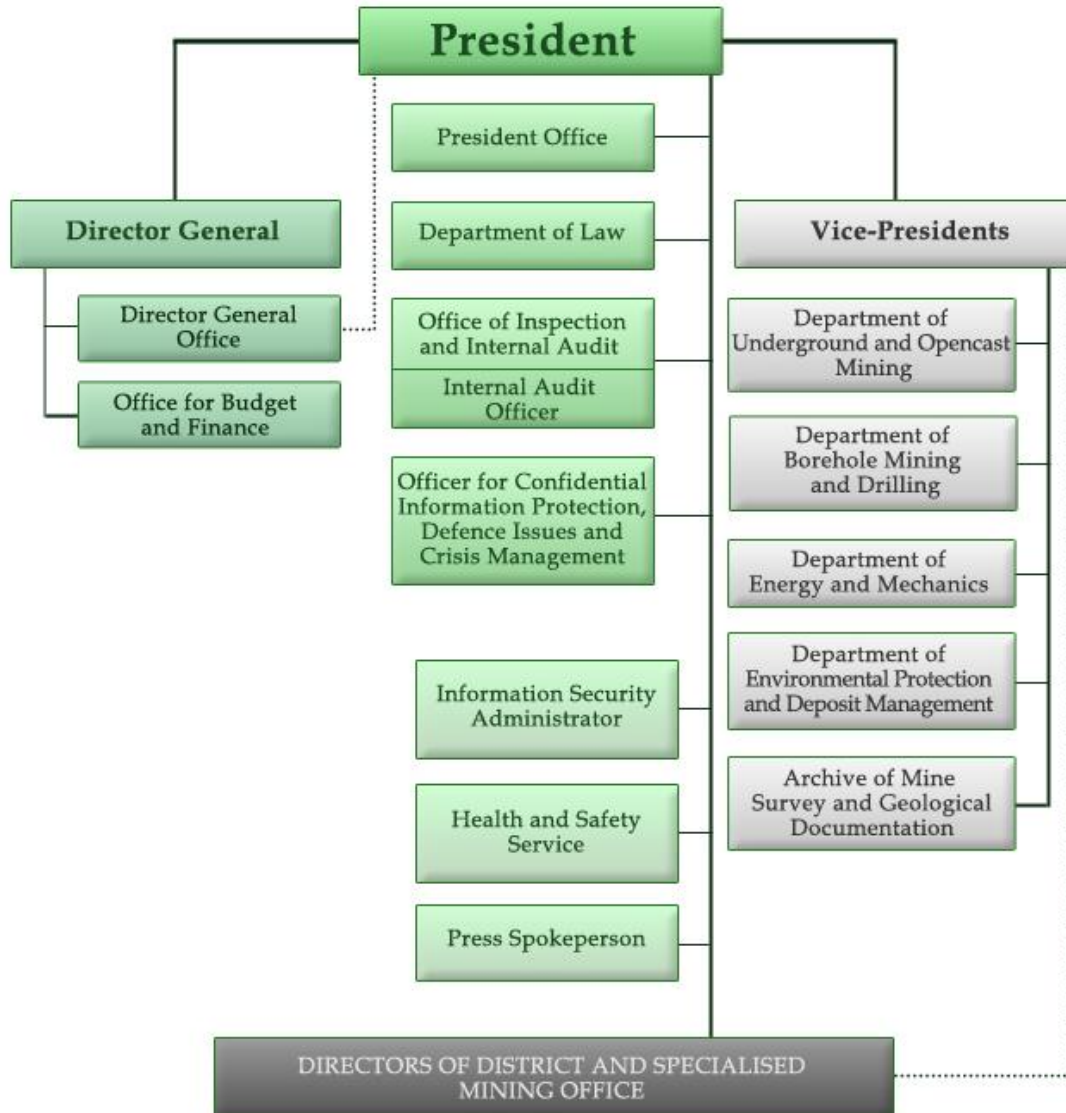 President
President Office
Department of Law
Office of Inspection
and Internal Audit
Internal Audit
Officer
Officer for Confidential
Information Protection,
Defence Issues and
Crisis Management
Information Security
Administrator
Health and Safety
Service
Press Spokeperson
Director General
Director General
Office
Office for Budget
and Finance
Vice-Presidents
Department of
Underground and Opencast
Mining
Department of
Borehole Mining
and Drilling
Department of
Energy and Mechanics
Department of
Environmental Protection
and Deposit Management
Archive of Mine
Survey and Geological
Documentation
DIRECTORS OF DISTRICT AND SPECIALISED
MINING OFFICE